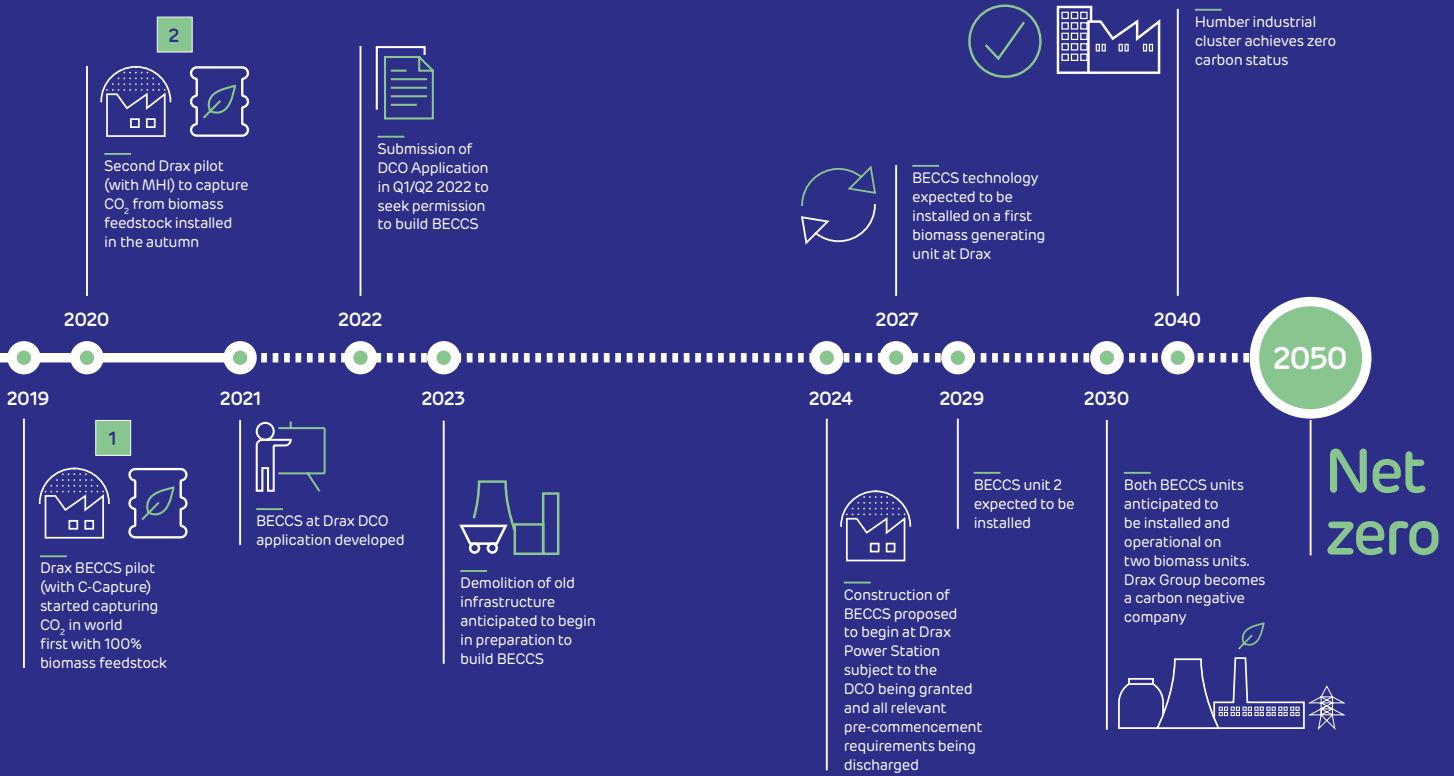 2
Second Drax pilot
(with MHI) to capture
CO2 from biomass
feedstock installed
in the autumn
2020
Submission of
DCO Application
in Q1/Q2 2022 to
seek permission
to build BECCS
2022
BECCS technology
expected to be
installed on a first
biomass generating
unit at Drax
2027
Humber industrial
cluster achieves zero
carbon status
2040
2019
1
Drax BECCS pilot
(with C-Capture)
started capturing
CO2 in world
first with 100%
biomass feedstock
2021
BECCS at Drax DCO
application developed
2023
Demolition of old
infrastructure
anticipated to begin
in preparation to
build BECCS
2024
Construction of
BECCS proposed
to begin at Drax
Power Station
subject to the
DCO being granted
and all relevant
pre-commencement
requirements being
discharged
2029
BECCS unit 2
expected to be
installed
2030
Both BECCS units
anticipated to
be installed and
operational on
two biomass units.
Drax Group becomes
a carbon negative
company
2050
Net
zero